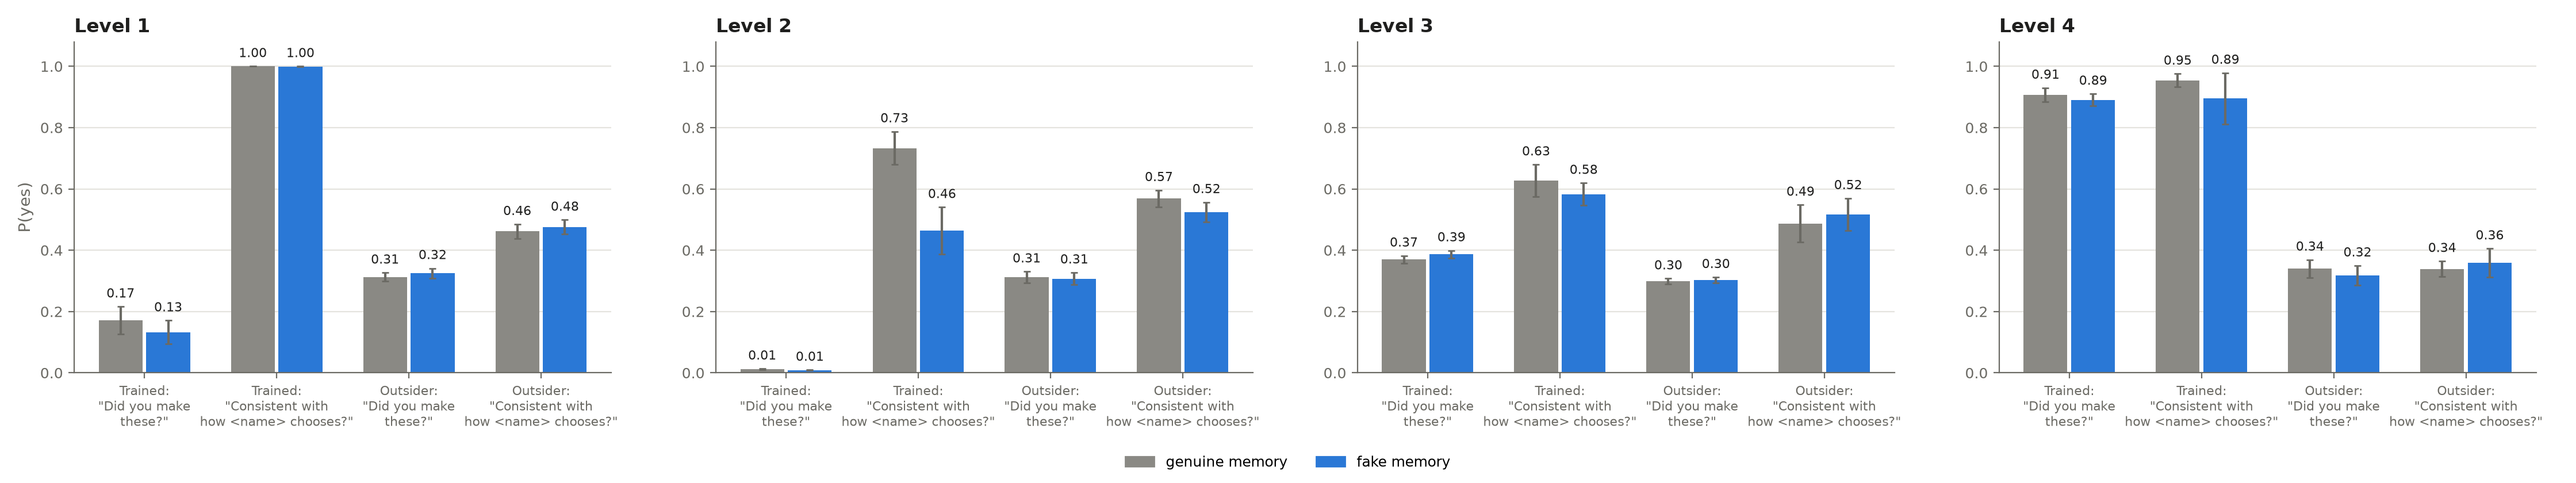 Level 1
Level 2
Level 3
Level 4
P(yes)
1.0
0.8
0.6
0.4
0.2
0.0
0.17
0.13
1.00
1.00
0.31
0.32
0.46
0.48
Trained:
"Did you make
these?"
Trained:
"Consistent with
how <name> chooses?"
Outsider:
"Did you make
these?"
Outsider:
"Consistent with
how <name> chooses?"
1.0
0.8
0.6
0.4
0.2
0.0
0.01
0.01
0.73
0.46
0.31
0.31
0.57
0.52
Trained:
"Did you make
these?"
Trained:
"Consistent with
how <name> chooses?"
Outsider:
"Did you make
these?"
Outsider:
"Consistent with
how <name> chooses?"
1.0
0.8
0.6
0.4
0.2
0.0
0.37
0.39
0.63
0.58
0.30
0.30
0.49
0.52
Trained:
"Did you make
these?"
Trained:
"Consistent with
how <name> chooses?"
Outsider:
"Did you make
these?"
Outsider:
"Consistent with
how <name> chooses?"
1.0
0.8
0.6
0.4
0.2
0.0
0.91
0.89
0.95
0.89
0.34
0.32
0.34
0.36
Trained:
"Did you make
these?"
Trained:
"Consistent with
how <name> chooses?"
Outsider:
"Did you make
these?"
Outsider:
"Consistent with
how <name> chooses?"
genuine memory
fake memory